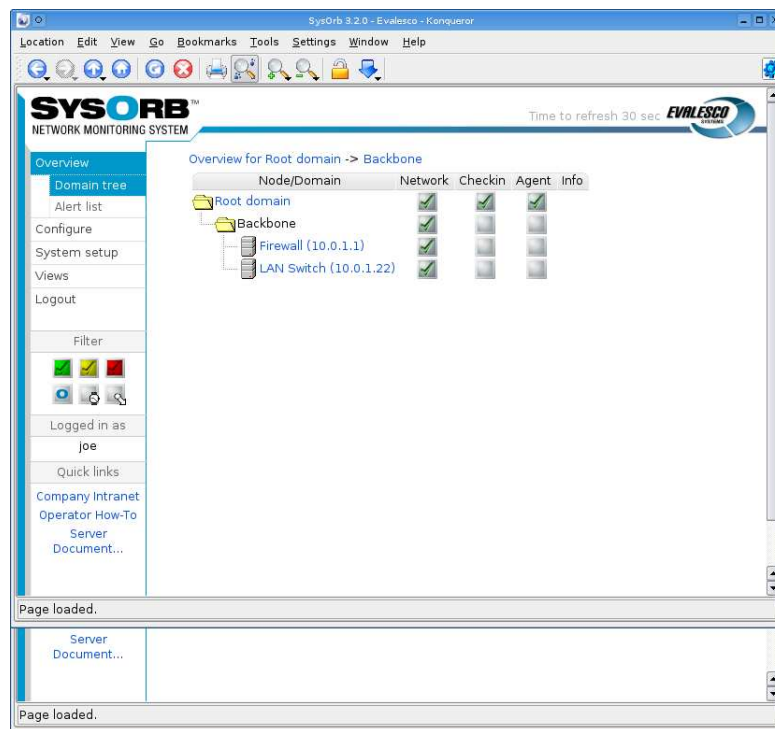 SysOrb 3.2.0 - Evalesco - Konqueror
Location Edit View Go Bookmarks Tools Settings Window Help
SYSORB™
NETWORK MONITORING SYSTEM
Time to refresh 30 sec EVALESCO
SYSTEMS
Overview
Domain tree
Alert list
Configure
System setup
Views
Logout
Filter
Logged in as
joe
Quick links
Company Intranet
Operator How-To
Server
Document...
Overview for Root domain -> Backbone
Node/Domain Network Checkin Agent Info
Root domain
Backbone
Firewall (10.0.1.1)
LAN Switch (10.0.1.22)
Page loaded.
Server
Document...
Page loaded.